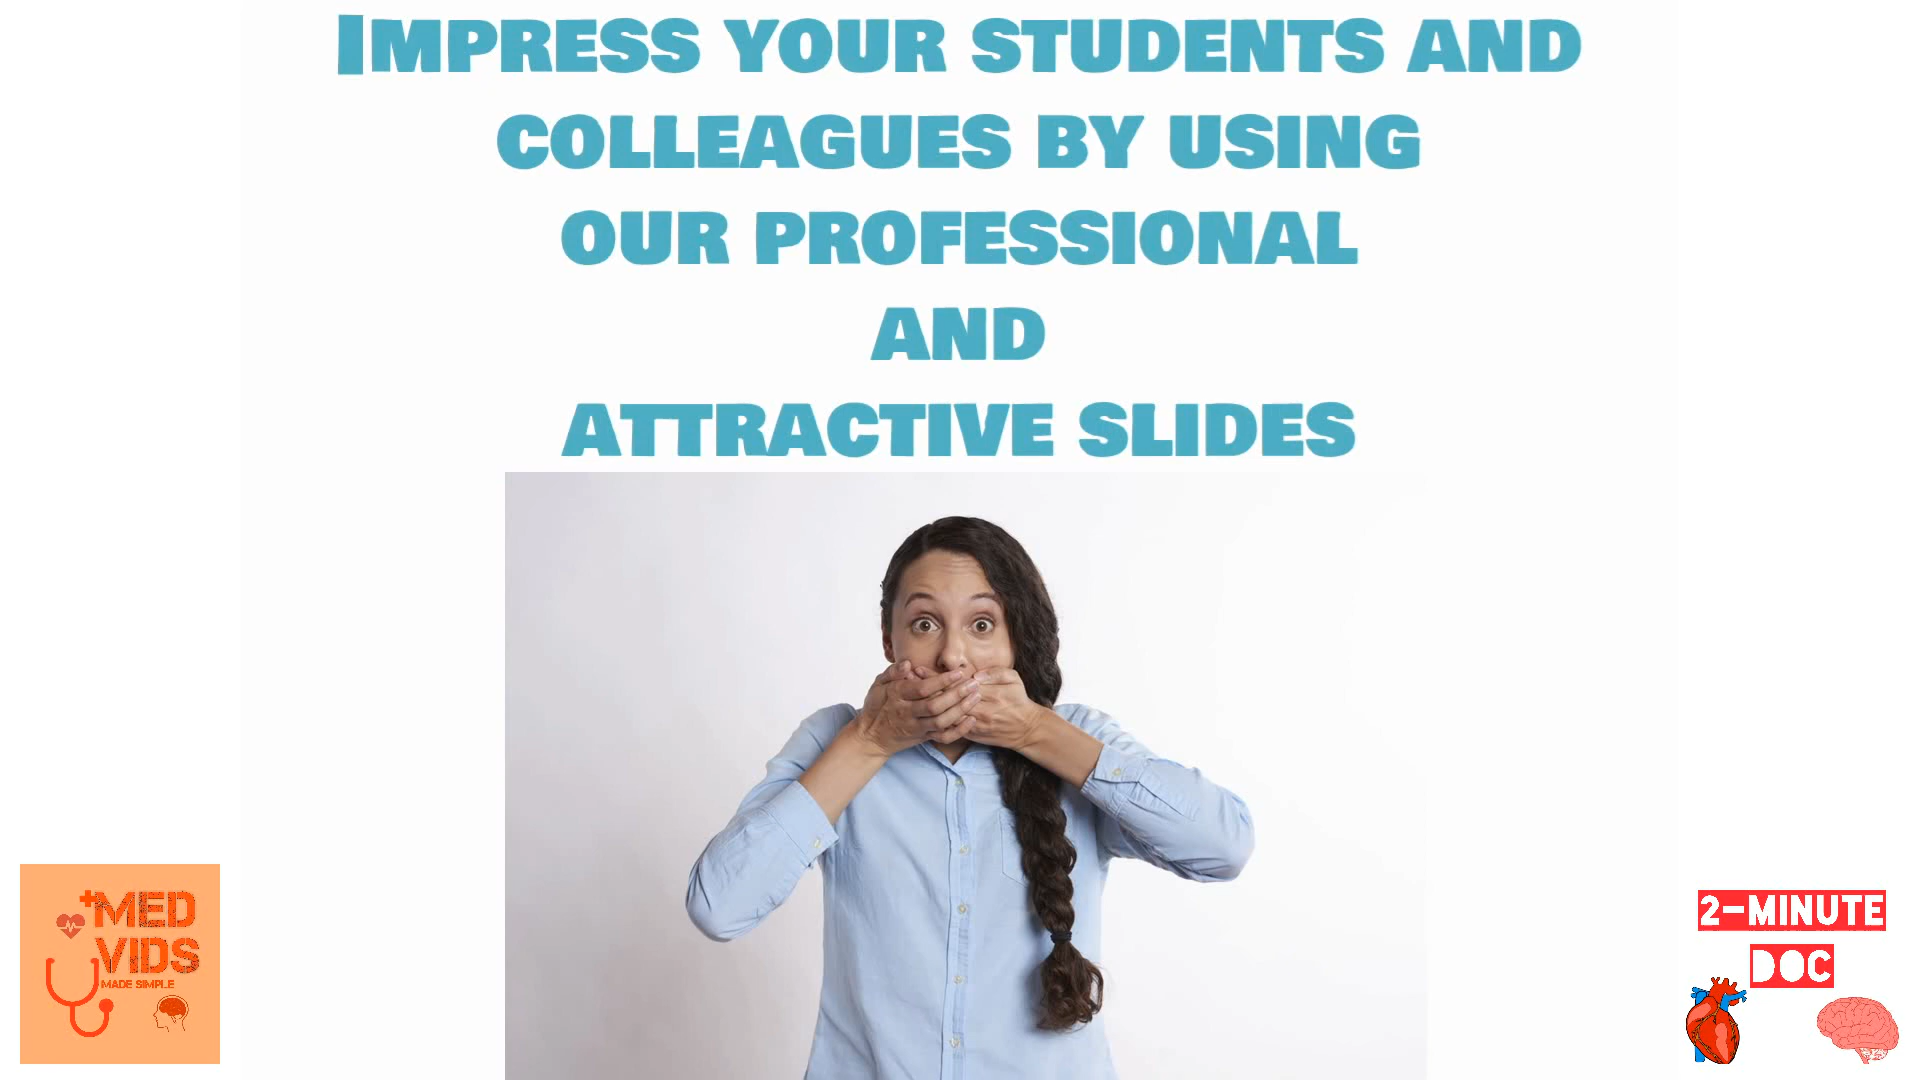 IMPRESS YOUR STUDENTS AND
COLLEAGUES BY USING
OUR PROFESSIONAL
AND
ATTRACTIVE SLIDES
+MED
VIDS
MADE SIMPLE
2-MINUTE
DOC